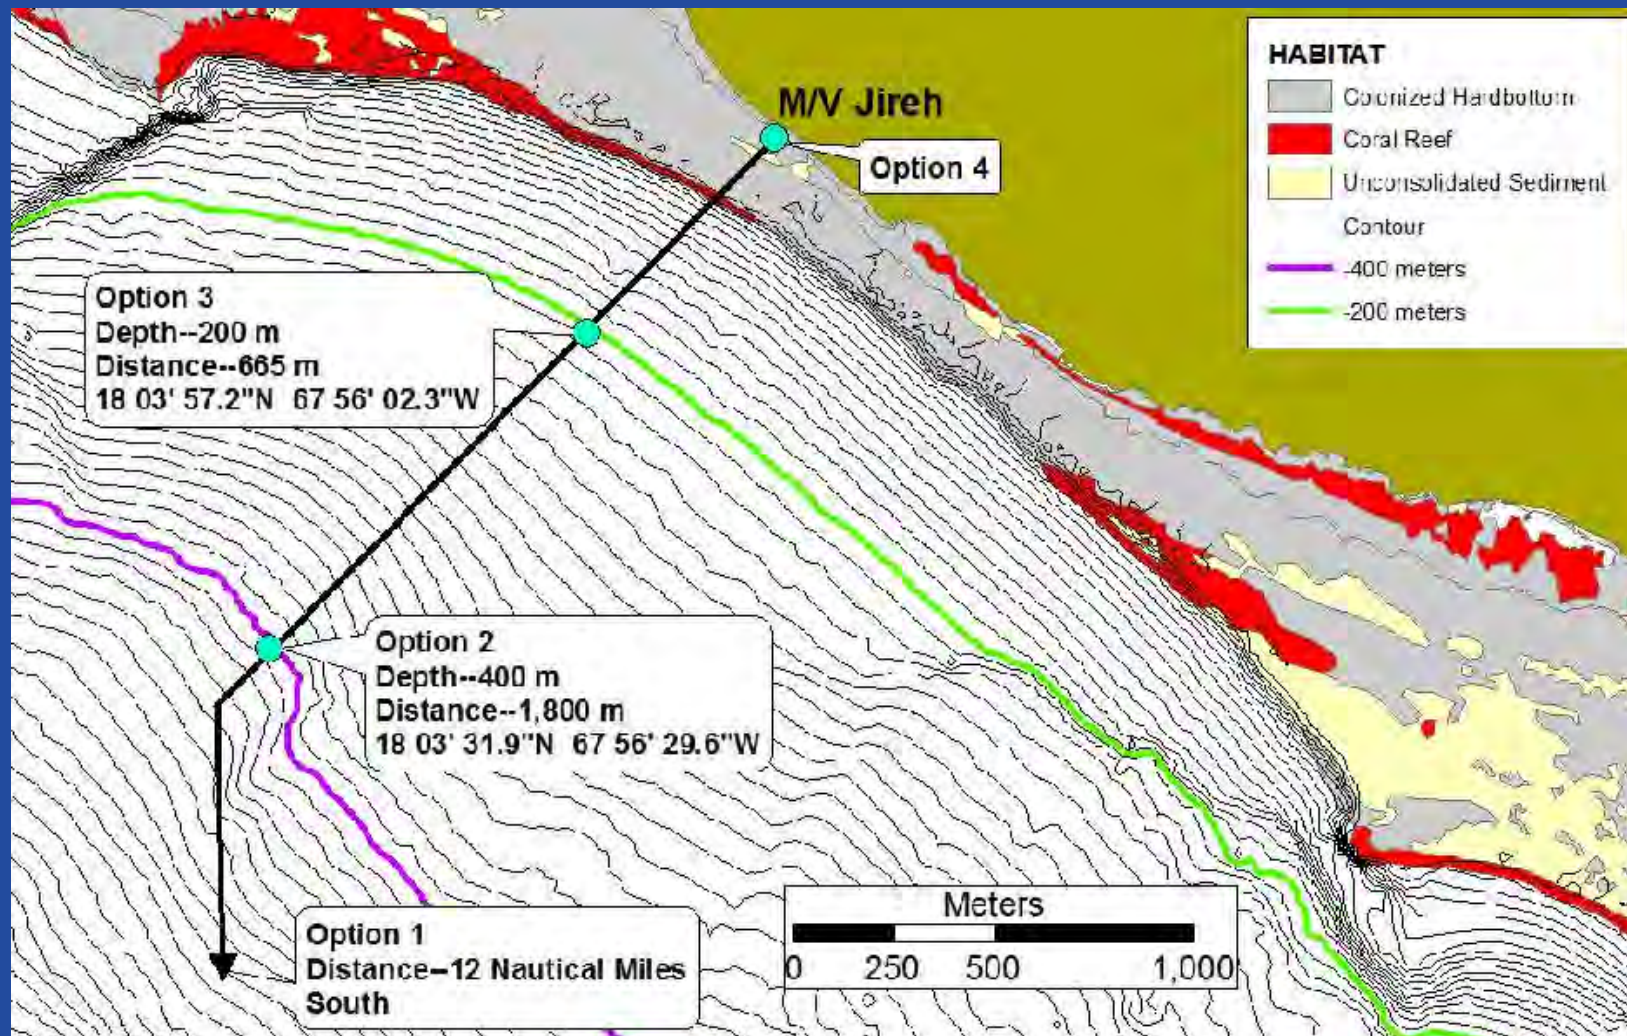 HABITAT
Colonized Hardbottom
Coral Reef
Unconsolidated Sediment
Contour
-400 meters
-200 meters
M/V Jireh
Option 4
Option 3
Depth--200 m
Distance--665 m
18 03' 57.2"N 67 56' 02.3"W
Option 2
Depth--400 m
Distance--1,800 m
18 03' 31.9"N 67 56' 29.6"W
Option 1
Distance--12 Nautical Miles
South
Meters
0 250 500 1,000